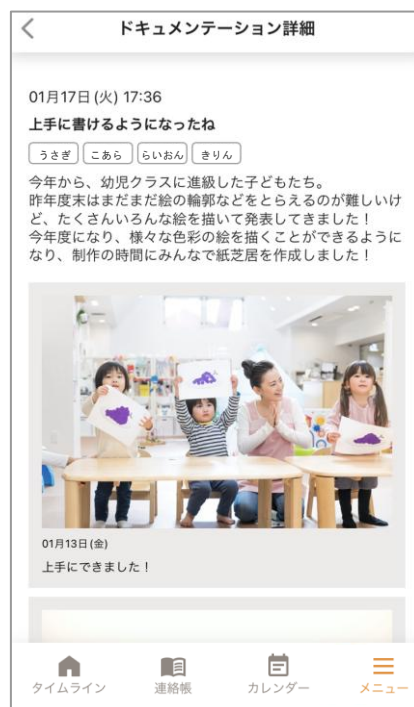 ドキュメンテーション詳細
01月17日(火) 17:36
上手に書けるようになったね
うさぎ こあら らいおん きりん
今年から、幼児クラスに進級した子どもたち。
昨年度末はまだまだ絵の輪郭などをとらえるのが難しいけ
ど、たくさんいろんな絵を描いて発表してきました！
今年度になり、様々な色彩の絵を描くことができるように
なり、制作の時間にみんなで紙芝居を作成しました！
01月13日(金)
上手にできました！
タイムライン 連絡帳 カレンダー メニュー